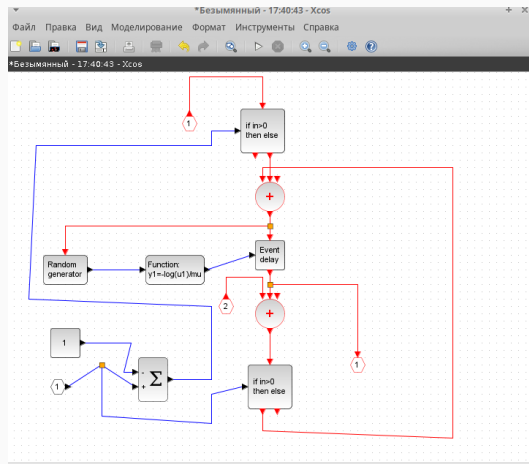 *Безымянный - 17:40:43 - Xcos
Файл Правка Вид Моделирование Формат Инструменты Справка
*Безымянный - 17:40:43 - Xcos
1
if in>0
then else
+
Random
generator
Function:
y1=-log(u1)/mu
Event
delay
2
+
1
1
-
+
Σ
1
if in>0
then else